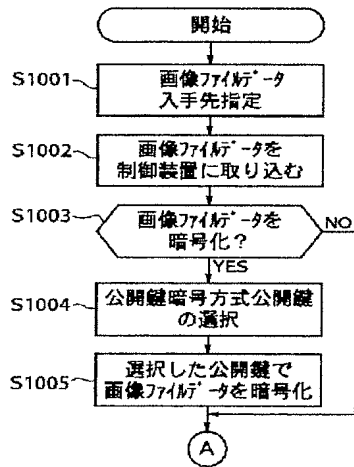 開始
S1001
画像ファイルデータ
入手先指定
S1002
画像ファイルデータを
制御装置に取り込む
S1003
画像ファイルデータを
暗号化?
NO
YES
S1004
公開鍵暗号方式公開鍵
の選択
S1005
選択した公開鍵で
画像ファイルデータを暗号化
A